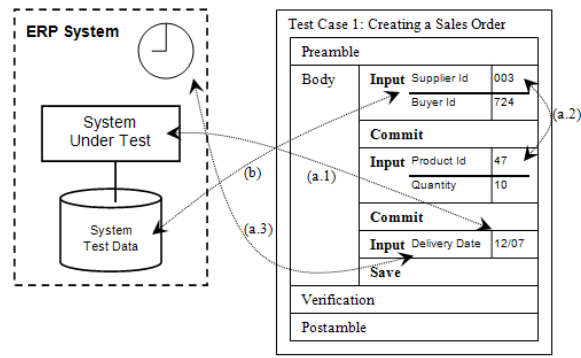 ERP System
System
Under Test
System
Test Data
(b)
(a.1)
(a.3)
(a.2)
Test Case 1: Creating a Sales Order
Preamble
Body
Input Supplier Id 003
Buyer Id 724
Commit
Input Product Id 47
Quantity 10
Commit
Input Delivery Date 12/07
Save
Verification
Postamble